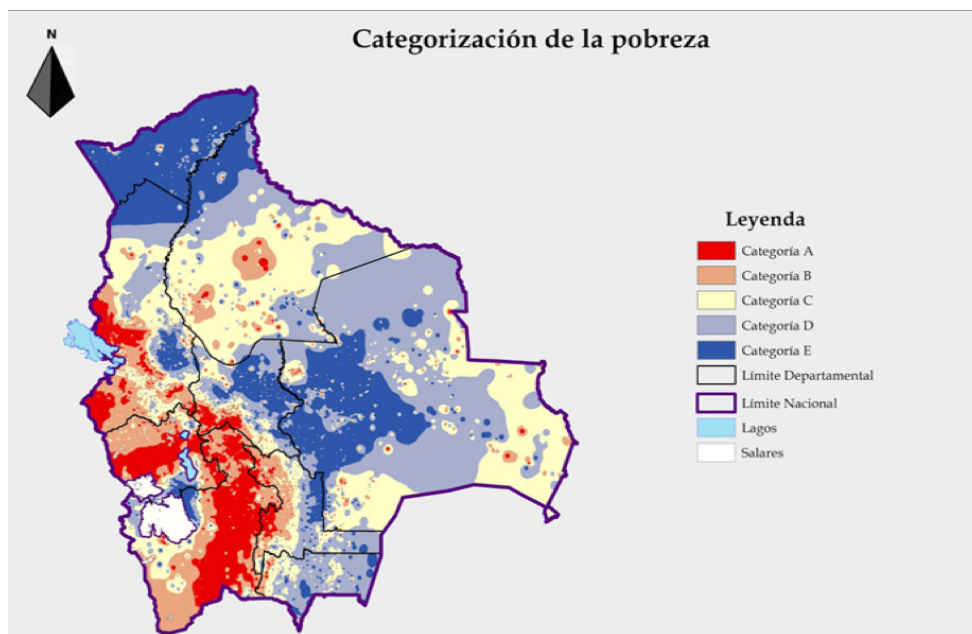 N
Categorización de la pobreza
Leyenda
Categoría A
Categoría B
Categoría C
Categoría D
Categoría E
Límite Departamental
Límite Nacional
Lagos
Salares